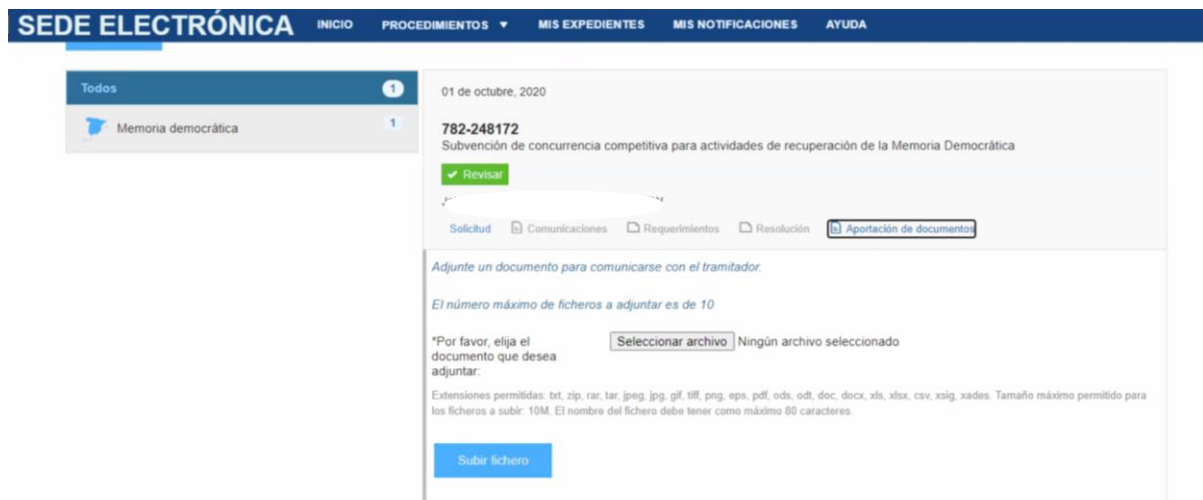 SEDE ELECTRÓNICA INICIO PROCEDIMIENTOS ▼ MIS EXPEDIENTES MIS NOTIFICACIONES AYUDA
Todos 1
Memoria democrática 1
01 de octubre, 2020
782-248172
Subvención de concurrencia competitiva para actividades de recuperación de la Memoria Democrática
✔ Revisar
Solicitud Comunicaciones Requerimientos Resolución Aportación de documentos
Adjunte un documento para comunicarse con el tramitador.
El número máximo de ficheros a adjuntar es de 10
*Por favor, elija el
documento que desea
adjuntar:
Seleccionar archivo Ningún archivo seleccionado
Extensiones permitidas: txt, zip, rar, tar, jpeg, jpg, gif, tiff, png, eps, pdf, ods, odt, doc, docx, xls, xlsx, csv, xsig, xades. Tamaño máximo permitido para
los ficheros a subir: 10M. El nombre del fichero debe tener como máximo 80 caracteres.
Subir fichero